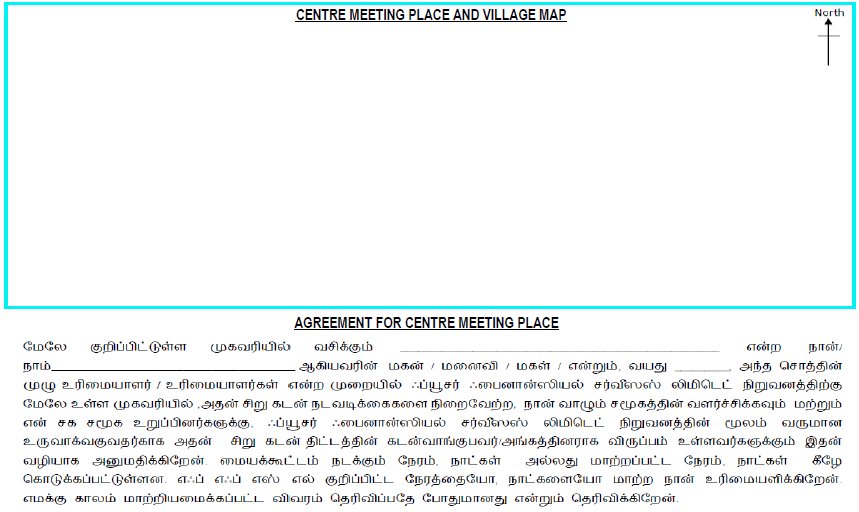 CENTRE MEETING PLACE AND VILLAGE MAP
North
AGREEMENT FOR CENTRE MEETING PLACE
மேலே குறிப்பிட்டுள்ள முகவரியில் வசிக்கும் ______________________________ என்ற நான்/
நாம்______________________________ ஆகியவரின் மகன் / மனைவி / மகள் / என்றும், வயது ________, அந்த சொத்தின்
முழு உரிமையாளர் / உரிமையாளர்கள் என்ற முறையில் ஃப்யூசர் ஃபைனான்ஸியல் சர்வீஸஸ் லிமிடெட் நிறுவனத்திற்கு
மேலே உள்ள முகவரியில் ,அதன் சிறு கடன் நடவடிக்கைகளை நிறைவேற்ற, நான் வாழும் சமூகத்தின் வளர்ச்சிக்கவும் மற்றும்
என் சக சமூக உறுப்பினர்களுக்கு, ஃப்யூசர் ஃபைனான்ஸியல் சர்வீஸஸ் லிமிடெட் நிறுவனத்தின் மூலம் வருமான
உருவாக்வகுவதர்காக அதன் சிறு கடன் திட்டத்தின் கடன்வாங்குபவர்/அங்கத்தினராக விருப்பம் உள்ளவர்களுக்கும் இதன்
வழியாக அனுமதிக்கிறேன். மையக்கூட்டம் நடக்கும் நேரம், நாட்கள் அல்லது மாற்றப்பட்ட நேரம், நாட்கள் கீழே
கொடுக்கப்பட்டுள்ளன. எஃப் எஃப் எஸ் எல் குறிப்பிட்ட நேரத்தையோ, நாட்களையோ மாற்ற நான் உரிமையளிக்கிறேன்.
எமக்கு காலம் மாற்றியமைக்கப்பட்ட விவரம் தெரிவிப்பதே போதுமானது என்றும் தெரிவிக்கிறேன்.